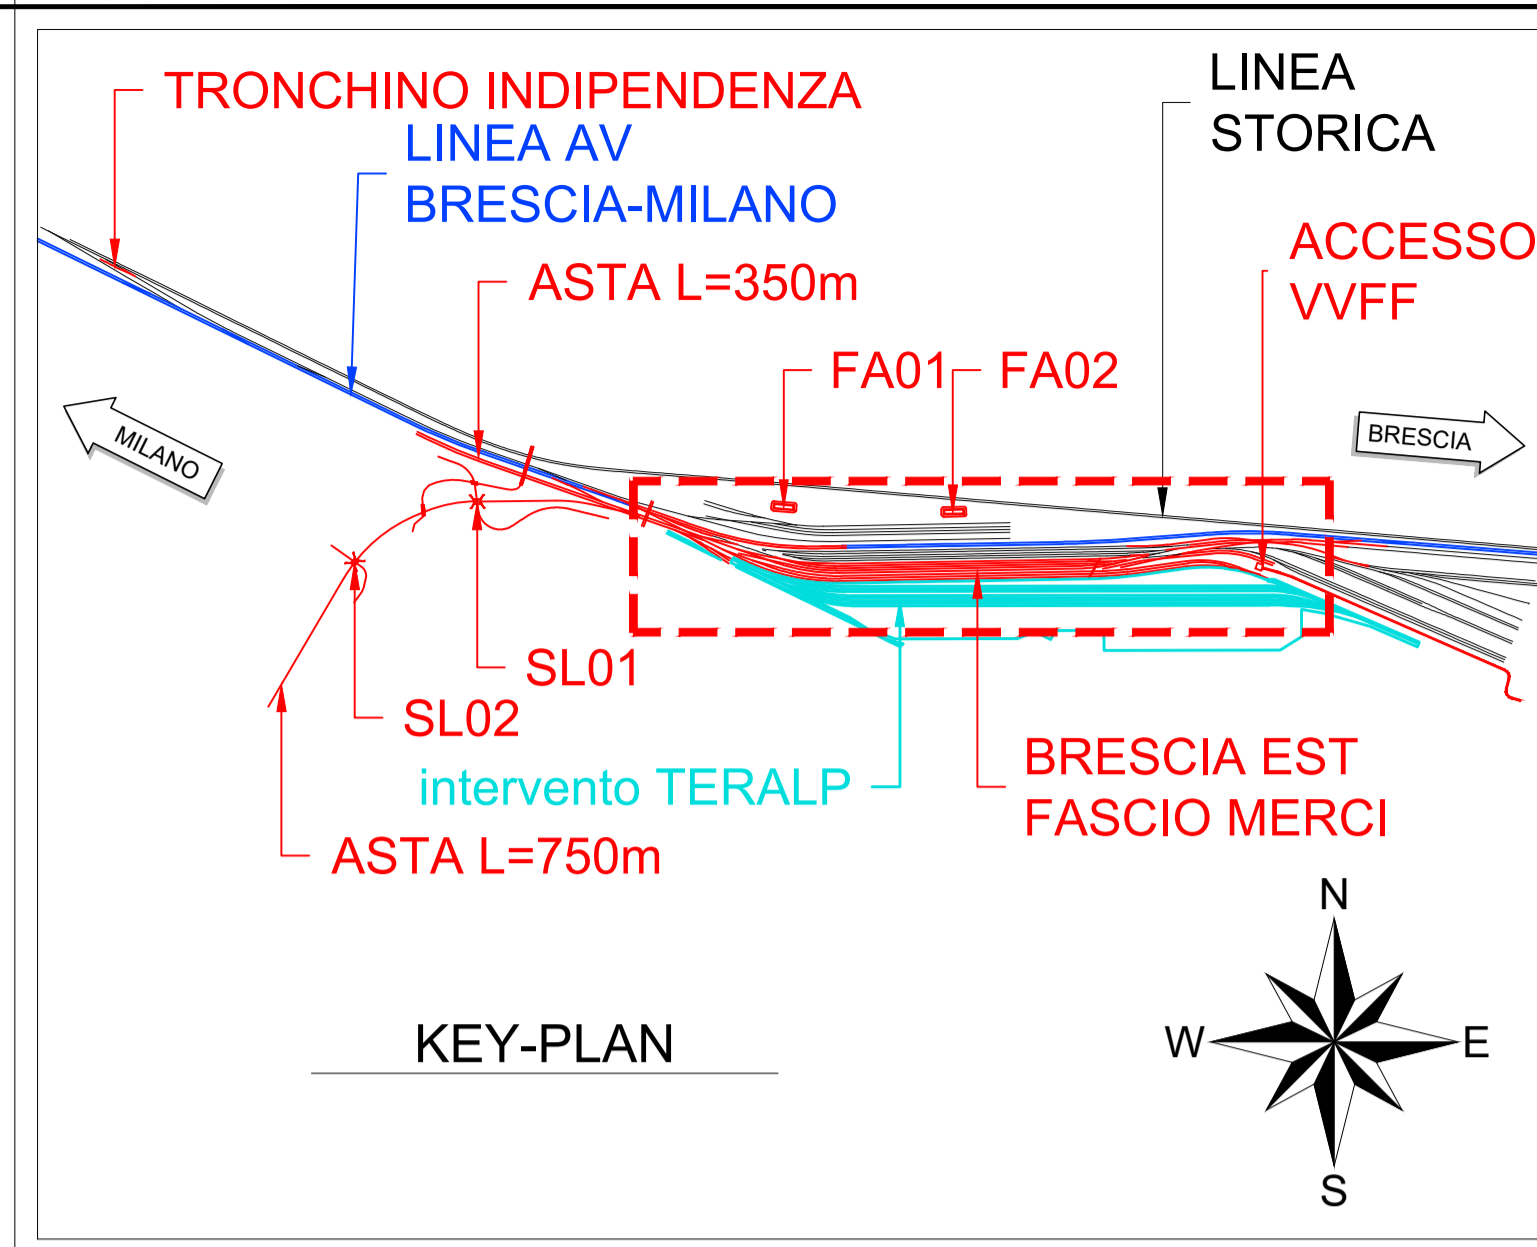 TRONCHINO INDIPENDENZA
LINEA AV
BRESCIA-MILANO
LINEA
STORICA
ASTA L=350m
ACCESSO
VVFF
FA01
FA02
MILANO
BRESCIA
SL01
SL02
intervento TERALP
BRESCIA EST
FASCIO MERCI
ASTA L=750m
KEY-PLAN
N
W
E
S